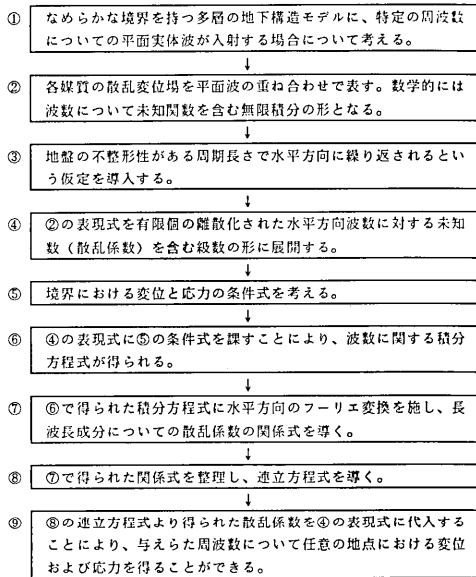 ① なめらかな境界を持つ多層の地下構造モデルに、特定の周波数
についての平面実体波が入射する場合について考える。
↓
② 各媒質の散乱変位場を平面波の重ね合わせで表す。数学的には
波数について未知関数を含む無限積分の形となる。
↓
③ 地盤の不整形性がある周期長さで水平方向に繰り返されるとい
う仮定を導入する。
↓
④ ②の表現式を有限個の離散化された水平方向波数に対する未知
数（散乱係数）を含む級数の形に展開する。
↓
⑤ 境界における変位と応力の条件式を考える。
↓
⑥ ④の表現式に⑤の条件式を課すことにより、波数に関する積分
方程式が得られる。
↓
⑦ ⑥で得られた積分方程式に水平方向のフーリエ変換を施し、長
波長成分についての散乱係数の関係式を導く。
↓
⑧ ⑦で得られた関係式を整理し、連立方程式を導く。
↓
⑨ ⑧の連立方程式より得られた散乱係数を④の表現式に代入する
ことにより、与えらた周波数について任意の地点における変位
および応力を得ることができる。